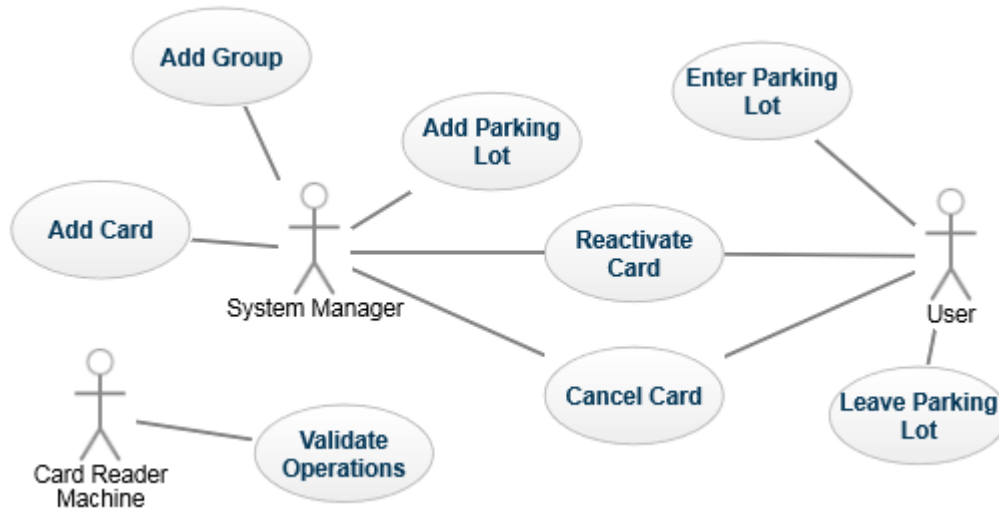 Add Group
Enter Parking
Lot
Add Parking
Lot
Add Card
Reactivate
Card
System Manager
User
Cancel Card
Leave Parking
Lot
Validate
Operations
Card Reader
Machine